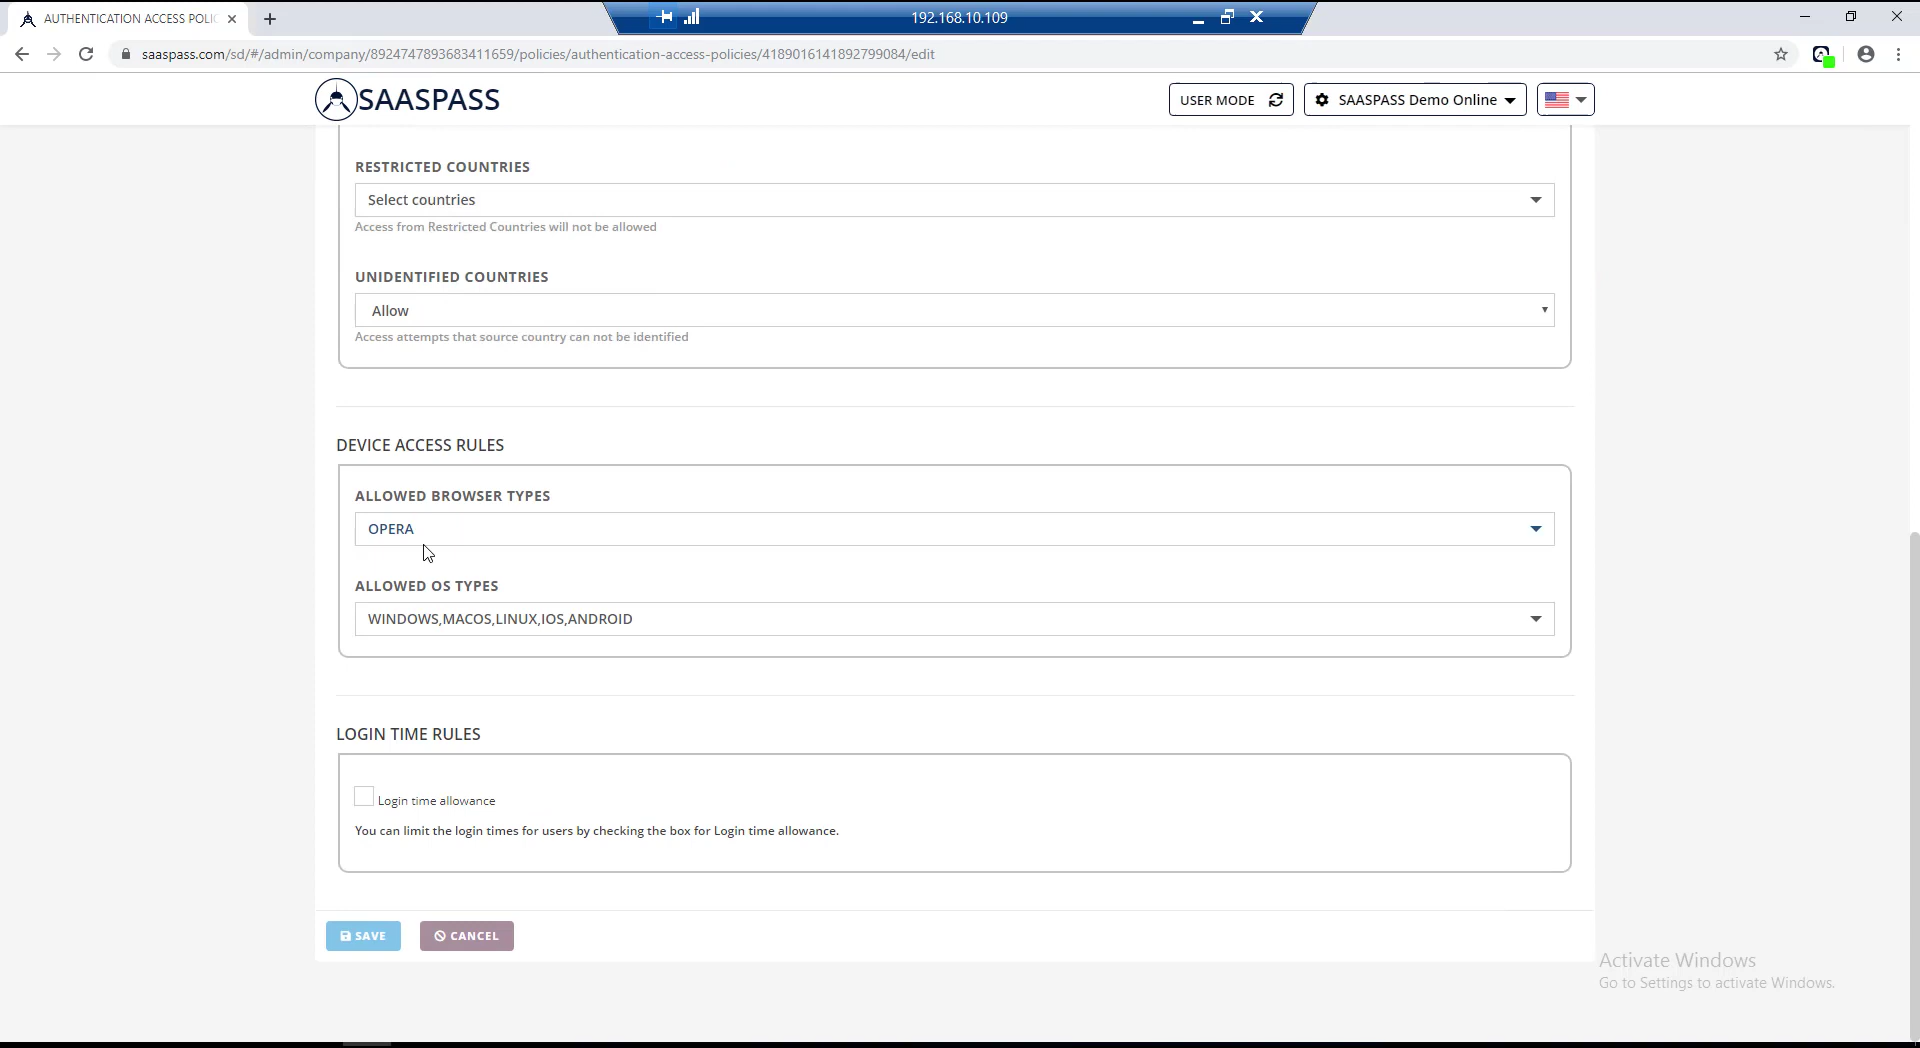 AUTHENTICATION ACCESS POLIC
192.168.10.109
saaspass.com/sd/#/admin/company/8924747893683411659/policies/authentication-access-policies/4189016141892799084/edit
SAASPASS
USER MODE
SAASPASS Demo Online
RESTRICTED COUNTRIES
Select countries
Access from Restricted Countries will not be allowed
UNIDENTIFIED COUNTRIES
Allow
Access attempts that source country can not be identified
DEVICE ACCESS RULES
ALLOWED BROWSER TYPES
OPERA
ALLOWED OS TYPES
WINDOWS,MACOS,LINUX,IOS,ANDROID
LOGIN TIME RULES
Login time allowance
You can limit the login times for users by checking the box for Login time allowance.
SAVE
CANCEL
Activate Windows
Go to Settings to activate Windows.